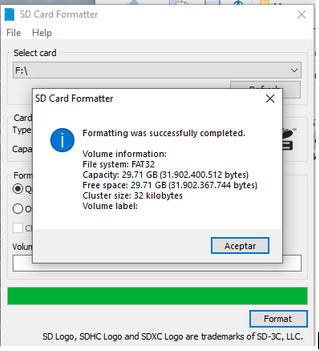 SD Card Formatter
File Help
Select card
F:\
Refresh
SD Card Formatter
Formatting was successfully completed.
Volume information:
File system: FAT32
Capacity: 29.71 GB (31.902.400.512 bytes)
Free space: 29.71 GB (31.902.367.744 bytes)
Cluster size: 32 kilobytes
Volume label:
Aceptar
Card
Type
Capa
Form
Volum
Format
SD Logo, SDHC Logo and SDXC Logo are trademarks of SD-3C, LLC.